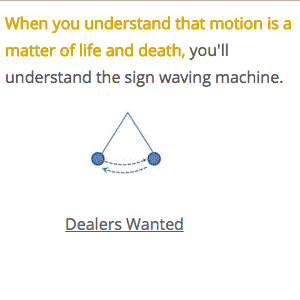 When you understand that motion is a
matter of life and death, you'll
understand the sign waving machine.
Dealers Wanted